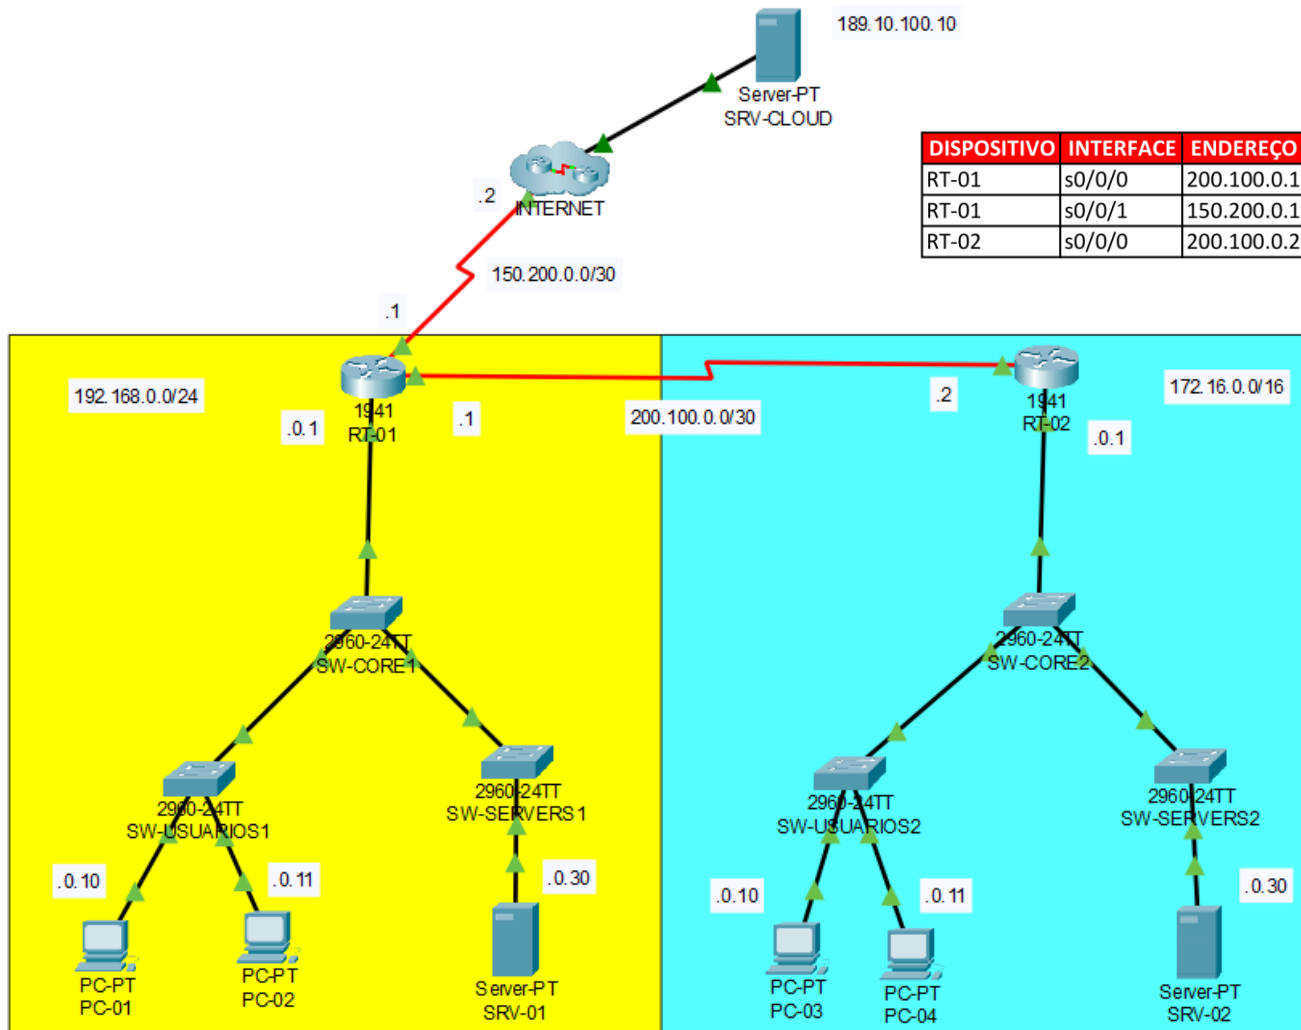 189.10.100.10
Server-PT
SRV-CLOUD
DISPOSITIVO INTERFACE ENDEREÇO
RT-01 s0/0/0 200.100.0.1
RT-01 s0/0/1 150.200.0.1
RT-02 s0/0/0 200.100.0.2
.2
INTERNET
150.200.0.0/30
.1
192.168.0.0/24
1941
RT-01
.0.1
.1
200.100.0.0/30
.2
1941
RT-02
172.16.0.0/16
.0.1
2960-24TT
SW-CORE1
2960-24TT
SW-CORE2
2960-24TT
SW-USUARIOS1
2960-24TT
SW-SERVERS1
2960-24TT
SW-USUARIOS2
2960-24TT
SW-SERVERS2
.0.10
.0.11
.0.30
.0.10
.0.11
.0.30
PC-PT
PC-01
PC-PT
PC-02
Server-PT
SRV-01
PC-PT
PC-03
PC-PT
PC-04
Server-PT
SRV-02